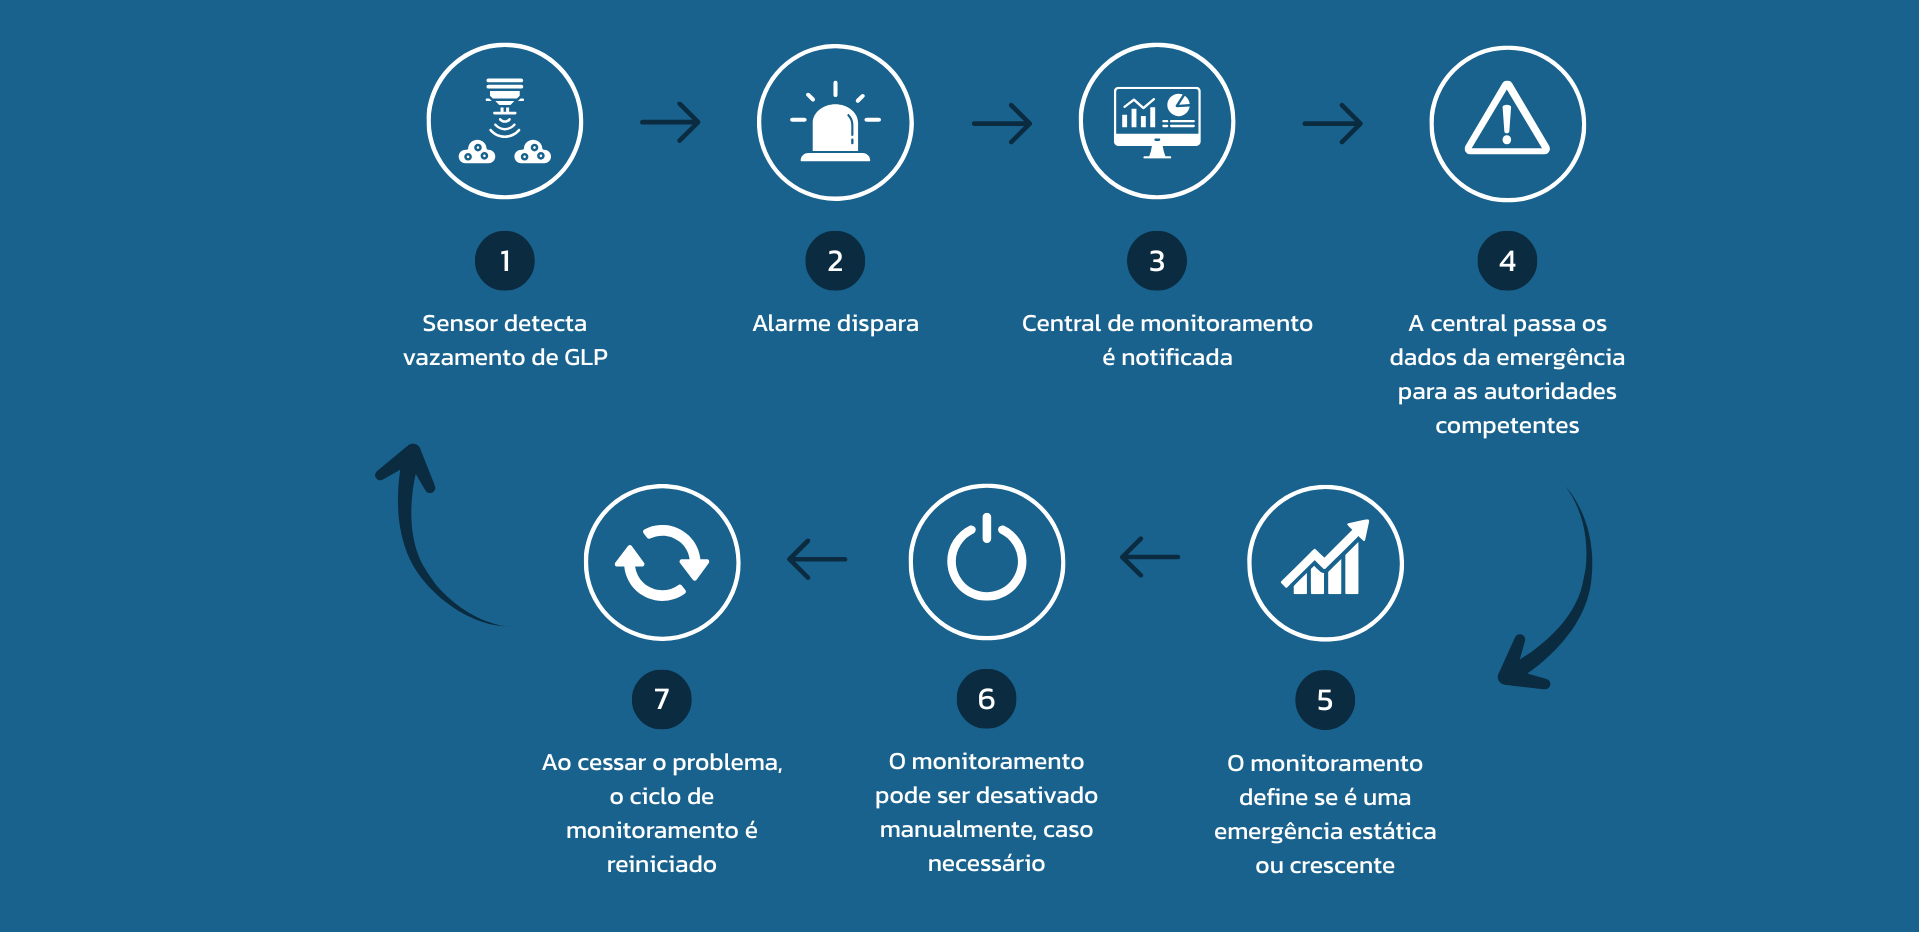 1
Sensor detecta
vazamento de GLP
2
Alarme dispara
3
Central de monitoramento
é notificada
4
A central passa os
dados da emergência
para as autoridades
competentes
5
O monitoramento
define se é uma
emergência estática
ou crescente
6
O monitoramento
pode ser desativado
manualmente, caso
necessário
7
Ao cessar o problema,
o ciclo de
monitoramento é
reiniciado